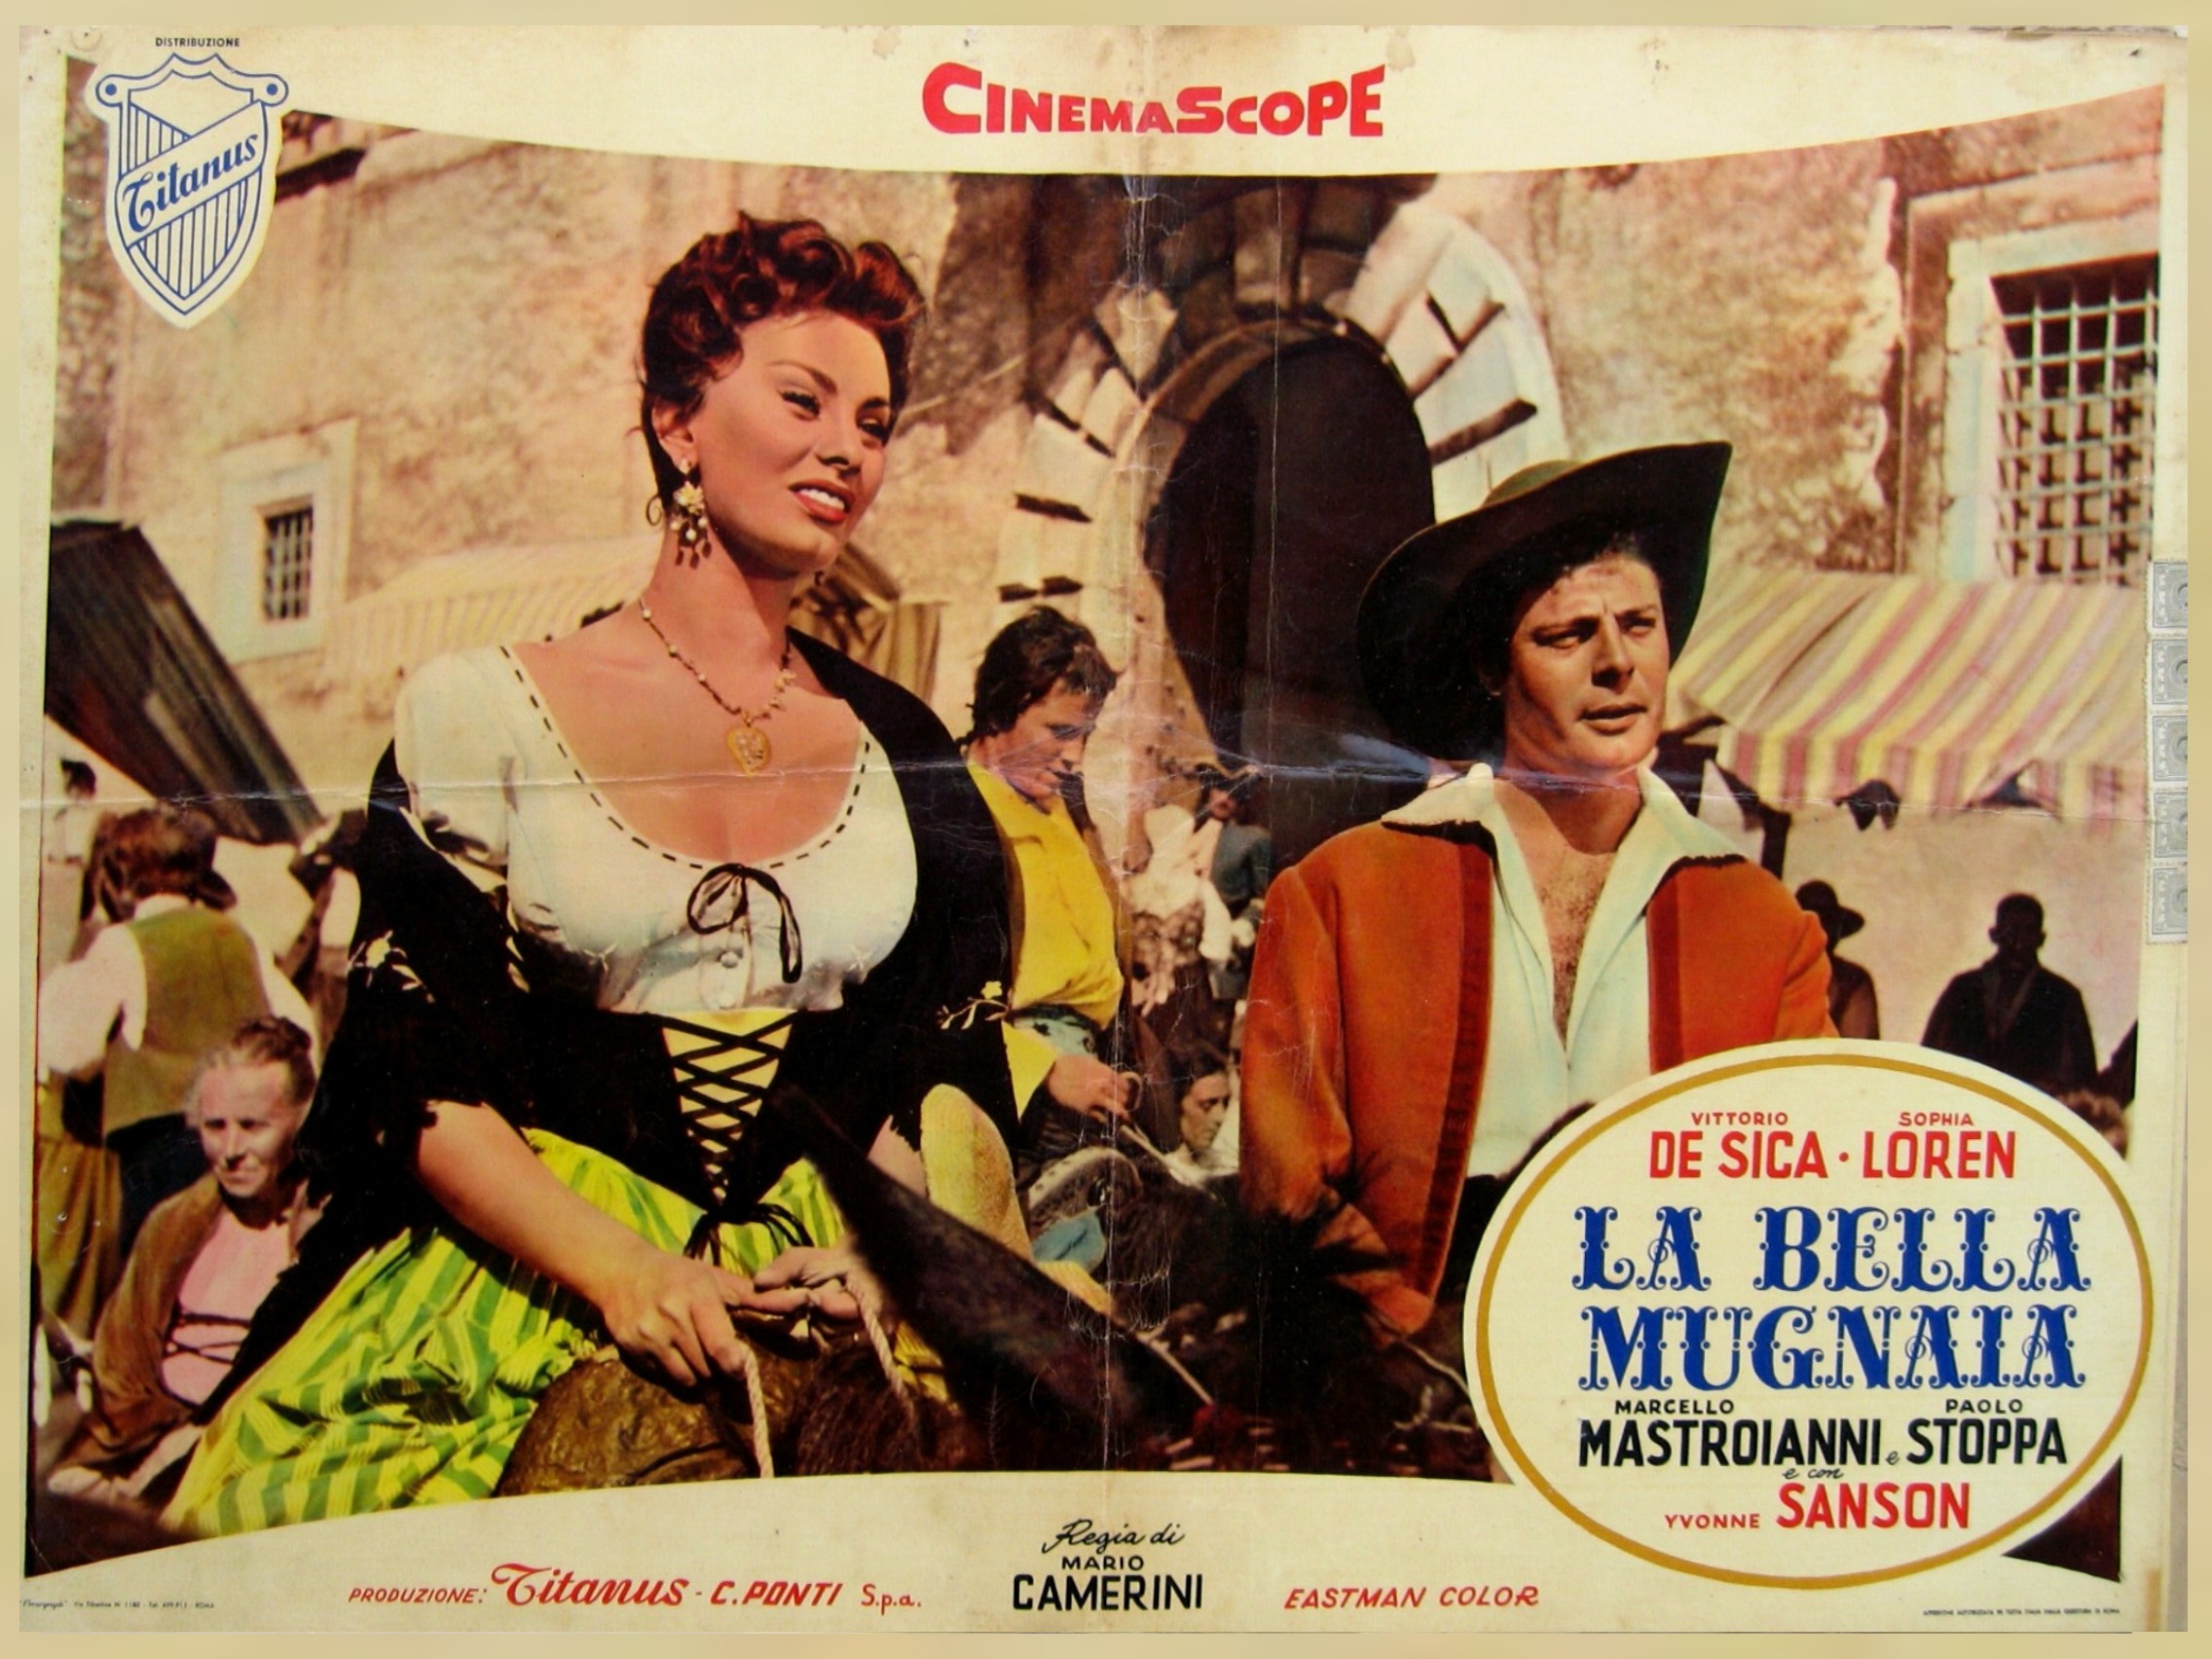 DISTRIBUZIONE
Titanus
CINEMASCOPE
VITTORIO SOPHIA
DE SICA · LOREN
LA BELLA
MUGNAIA
MARCELLO PAOLO
MASTROIANNI e STOPPA
e con
YVONNE SANSON
Regia di
MARIO
CAMERINI
PRODUZIONE: Titanus - C. PONTI S.p.a.
EASTMAN COLOR